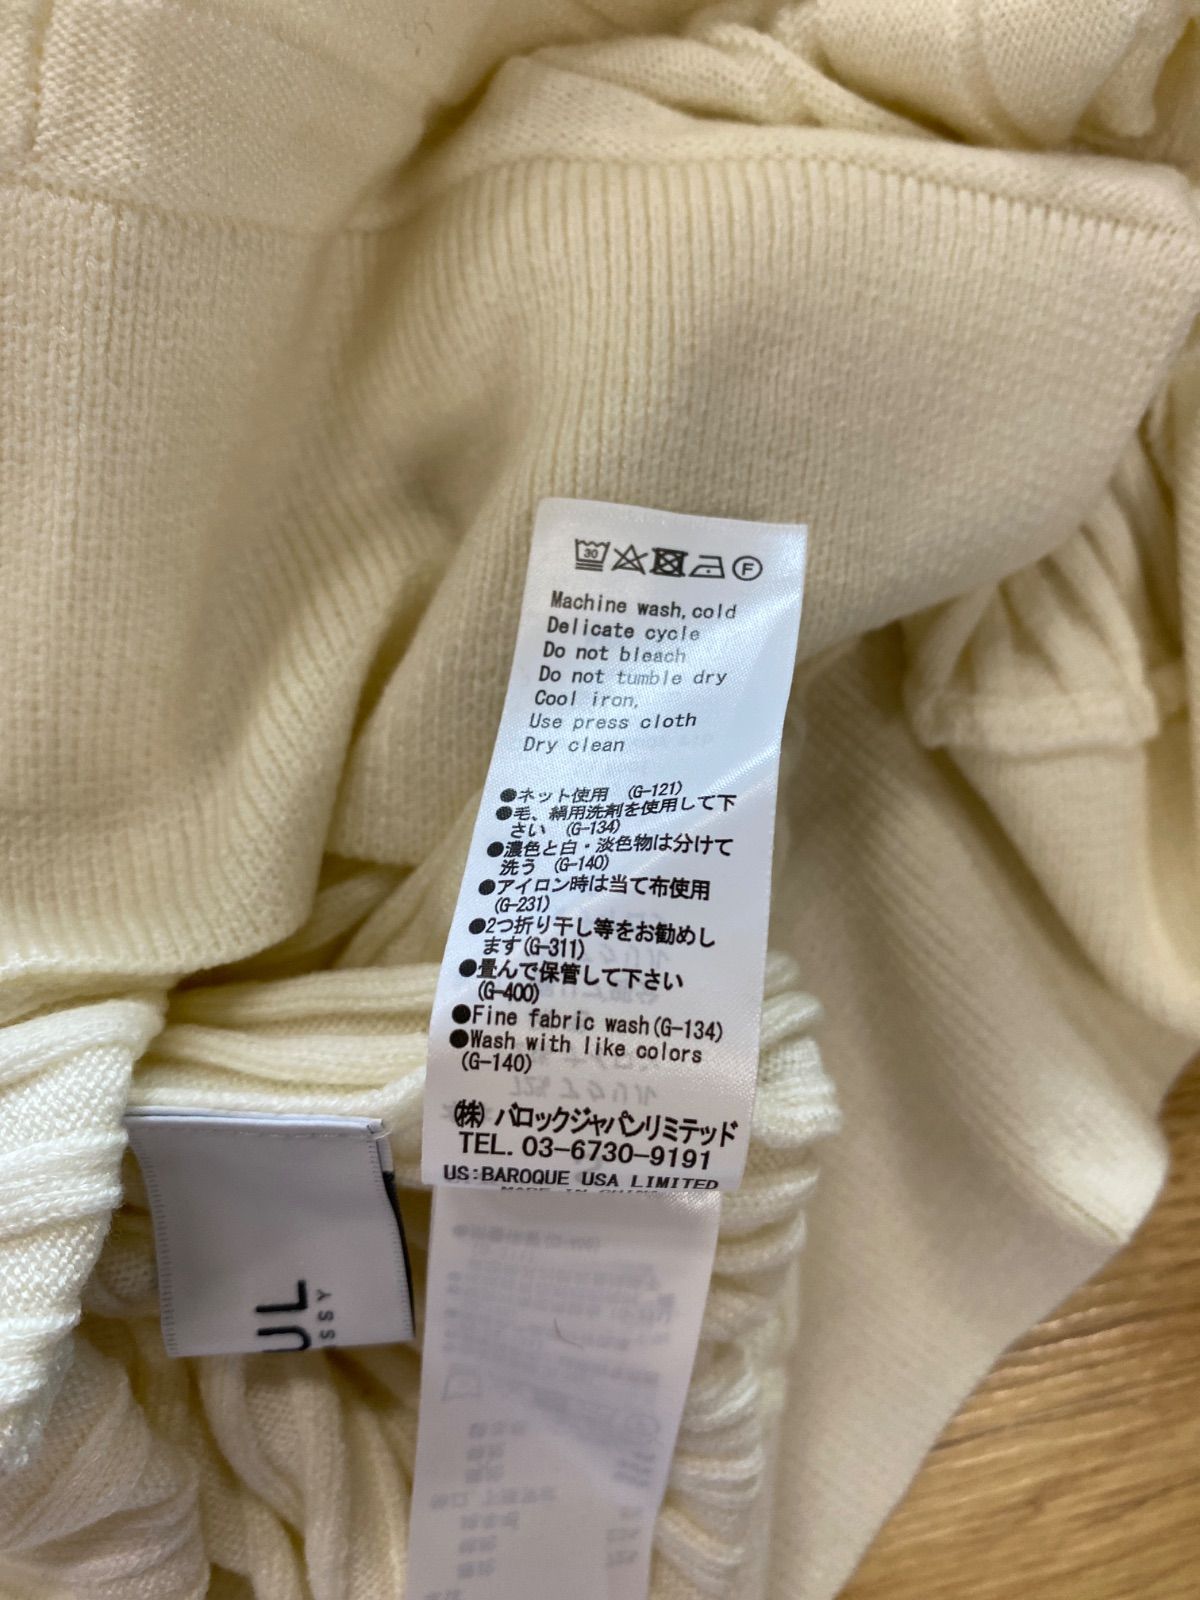 30
F
Machine wash, cold
Delicate cycle
Do not bleach
Do not tumble dry
Cool iron,
Use press cloth
Dry clean
●ネット使用 (G-121)
●毛、絹用洗剤を使用して下
さい (G-134)
●濃色と白・淡色物は分けて
洗う (G-140)
●アイロン時は当て布使用
(G-231)
●2つ折り干し等をお勧めし
ます(G-311)
●畳んで保管して下さい
(G-400)
●Fine fabric wash(G-134)
●Wash with like colors
(G-140)
(株) バロックジャパンリミテッド
TEL. 03-6730-9191
US:BAROQUE USA LIMITED
MADE IN CHINA
UL
SSY